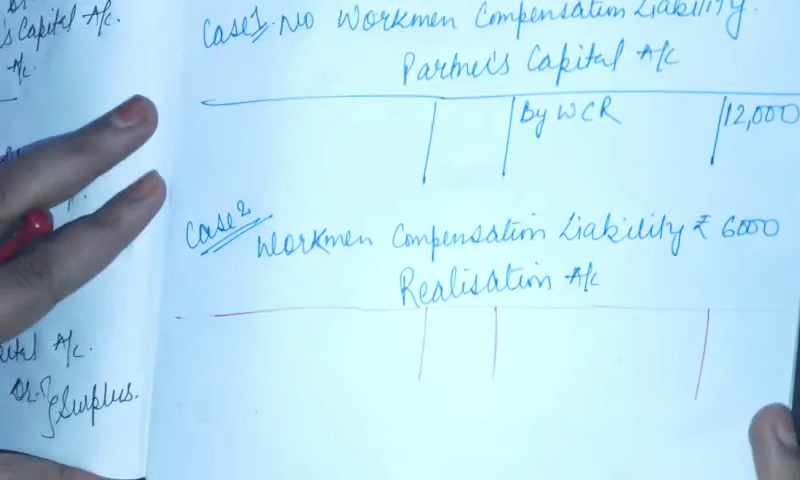 's Capital A/c.
A/c.
Case 1. No Workmen Compensation Liability.
Partner's Capital A/c
By WCR 12,000
Case 2
Workmen Compensation Liability ₹ 6000
Realisation A/c
A/c.
Dr.
Surplus.